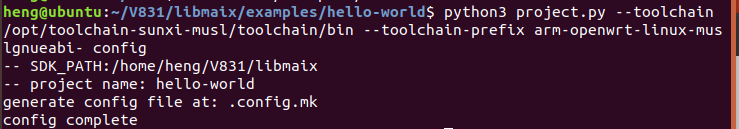 heng@ubuntu:~/V831/libmaix/examples/hello-world$ python3 project.py --toolchain
/opt/toolchain-sunxi-musl/toolchain/bin --toolchain-prefix arm-openwrt-linux-mus
lgnueabi- config
-- SDK_PATH:/home/heng/V831/libmaix
-- project name: hello-world
generate config file at: .config.mk
config complete